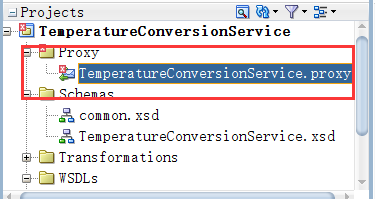 Projects
TemperatureConversionService
Proxy
TemperatureConversionService.proxy
Schemas
common.xsd
TemperatureConversionService.xsd
Transformations
WSDLs